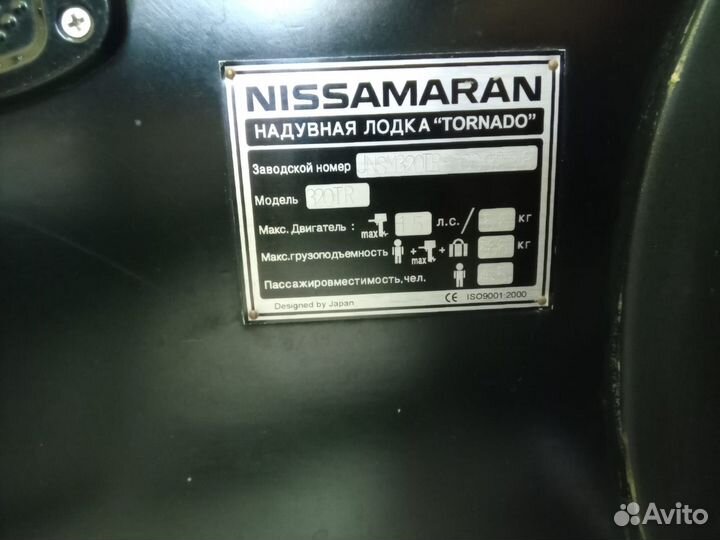 NISSAMARAN
НАДУВНАЯ ЛОДКА "TORNADO"
Заводской номер
Модель 320TR
Макс. Двигатель : max л.с. / кг
Макс.грузоподъемность + max + кг
Пассажировместимость, чел.
Designed by Japan CE ISO9001:2000
Avito